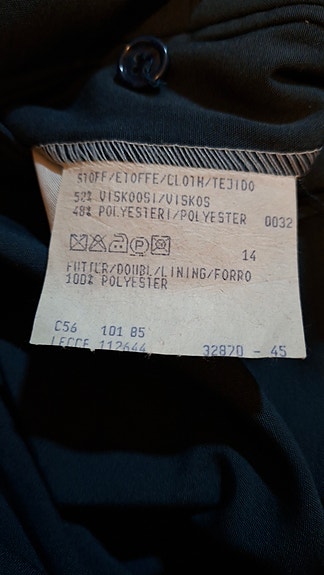 STOFF/ETOFFE/CLOTH/TEJIDO
52% VISKOOSI/VISKOS
48% POLYESTERI/POLYESTER 0032
P
14
FUTTER/DOUBL/LINING/FORRO
100% POLYESTER
C56 101 85
LECCE 112644 32870 - 45